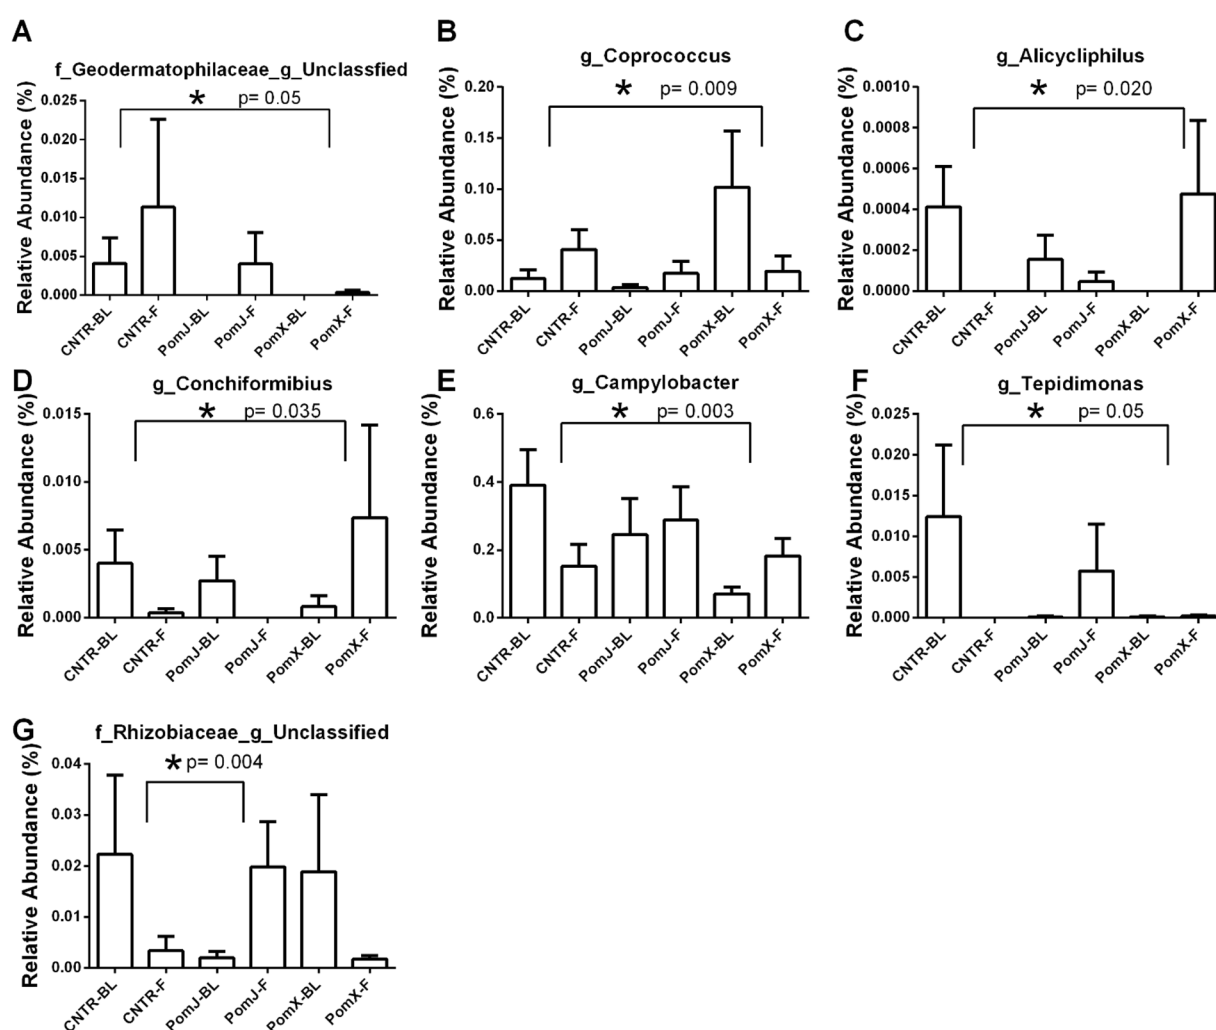 A
f_Geodermatophilaceae_g_Unclassfied
* p= 0.05
Relative Abundance (%)
0.025
0.020
0.015
0.010
0.005
0.000
CNTR-BL
CNTR-F
PomJ-BL
PomJ-F
PomX-BL
PomX-F
B
g_Coprococcus
* p= 0.009
Relative Abundance (%)
0.20
0.15
0.10
0.05
0.00
CNTR-BL
CNTR-F
PomJ-BL
PomJ-F
PomX-BL
PomX-F
C
g_Alicycliphilus
* p= 0.020
Relative Abundance (%)
0.0010
0.0008
0.0006
0.0004
0.0002
0.0000
CNTR-BL
CNTR-F
PomJ-BL
PomJ-F
PomX-BL
PomX-F
D
g_Conchiformibius
* p= 0.035
Relative Abundance (%)
0.015
0.010
0.005
0.000
CNTR-BL
CNTR-F
PomJ-BL
PomJ-F
PomX-BL
PomX-F
E
g_Campylobacter
* p= 0.003
Relative Abundance (%)
0.6
0.4
0.2
0.0
CNTR-BL
CNTR-F
PomJ-BL
PomJ-F
PomX-BL
PomX-F
F
g_Tepidimonas
* p= 0.05
Relative Abundance (%)
0.025
0.020
0.015
0.010
0.005
0.000
CNTR-BL
CNTR-F
PomJ-BL
PomJ-F
PomX-BL
PomX-F
G
f_Rhizobiaceae_g_Unclassified
* p= 0.004
Relative Abundance (%)
0.04
0.03
0.02
0.01
0.00
CNTR-BL
CNTR-F
PomJ-BL
PomJ-F
PomX-BL
PomX-F